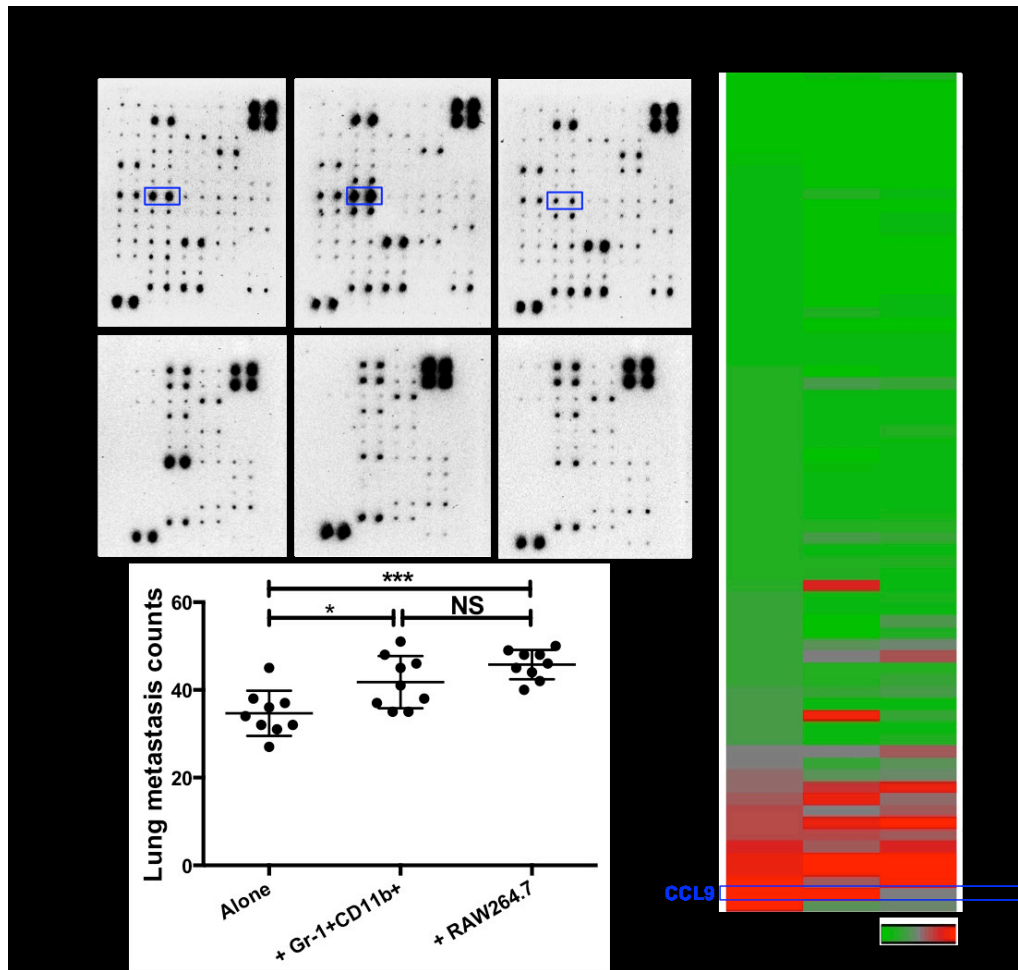 ***
* NS
60
40
20
0
Lung metastasis counts
Alone
+ Gr-1+CD11b+
+ RAW264.7
CCL9